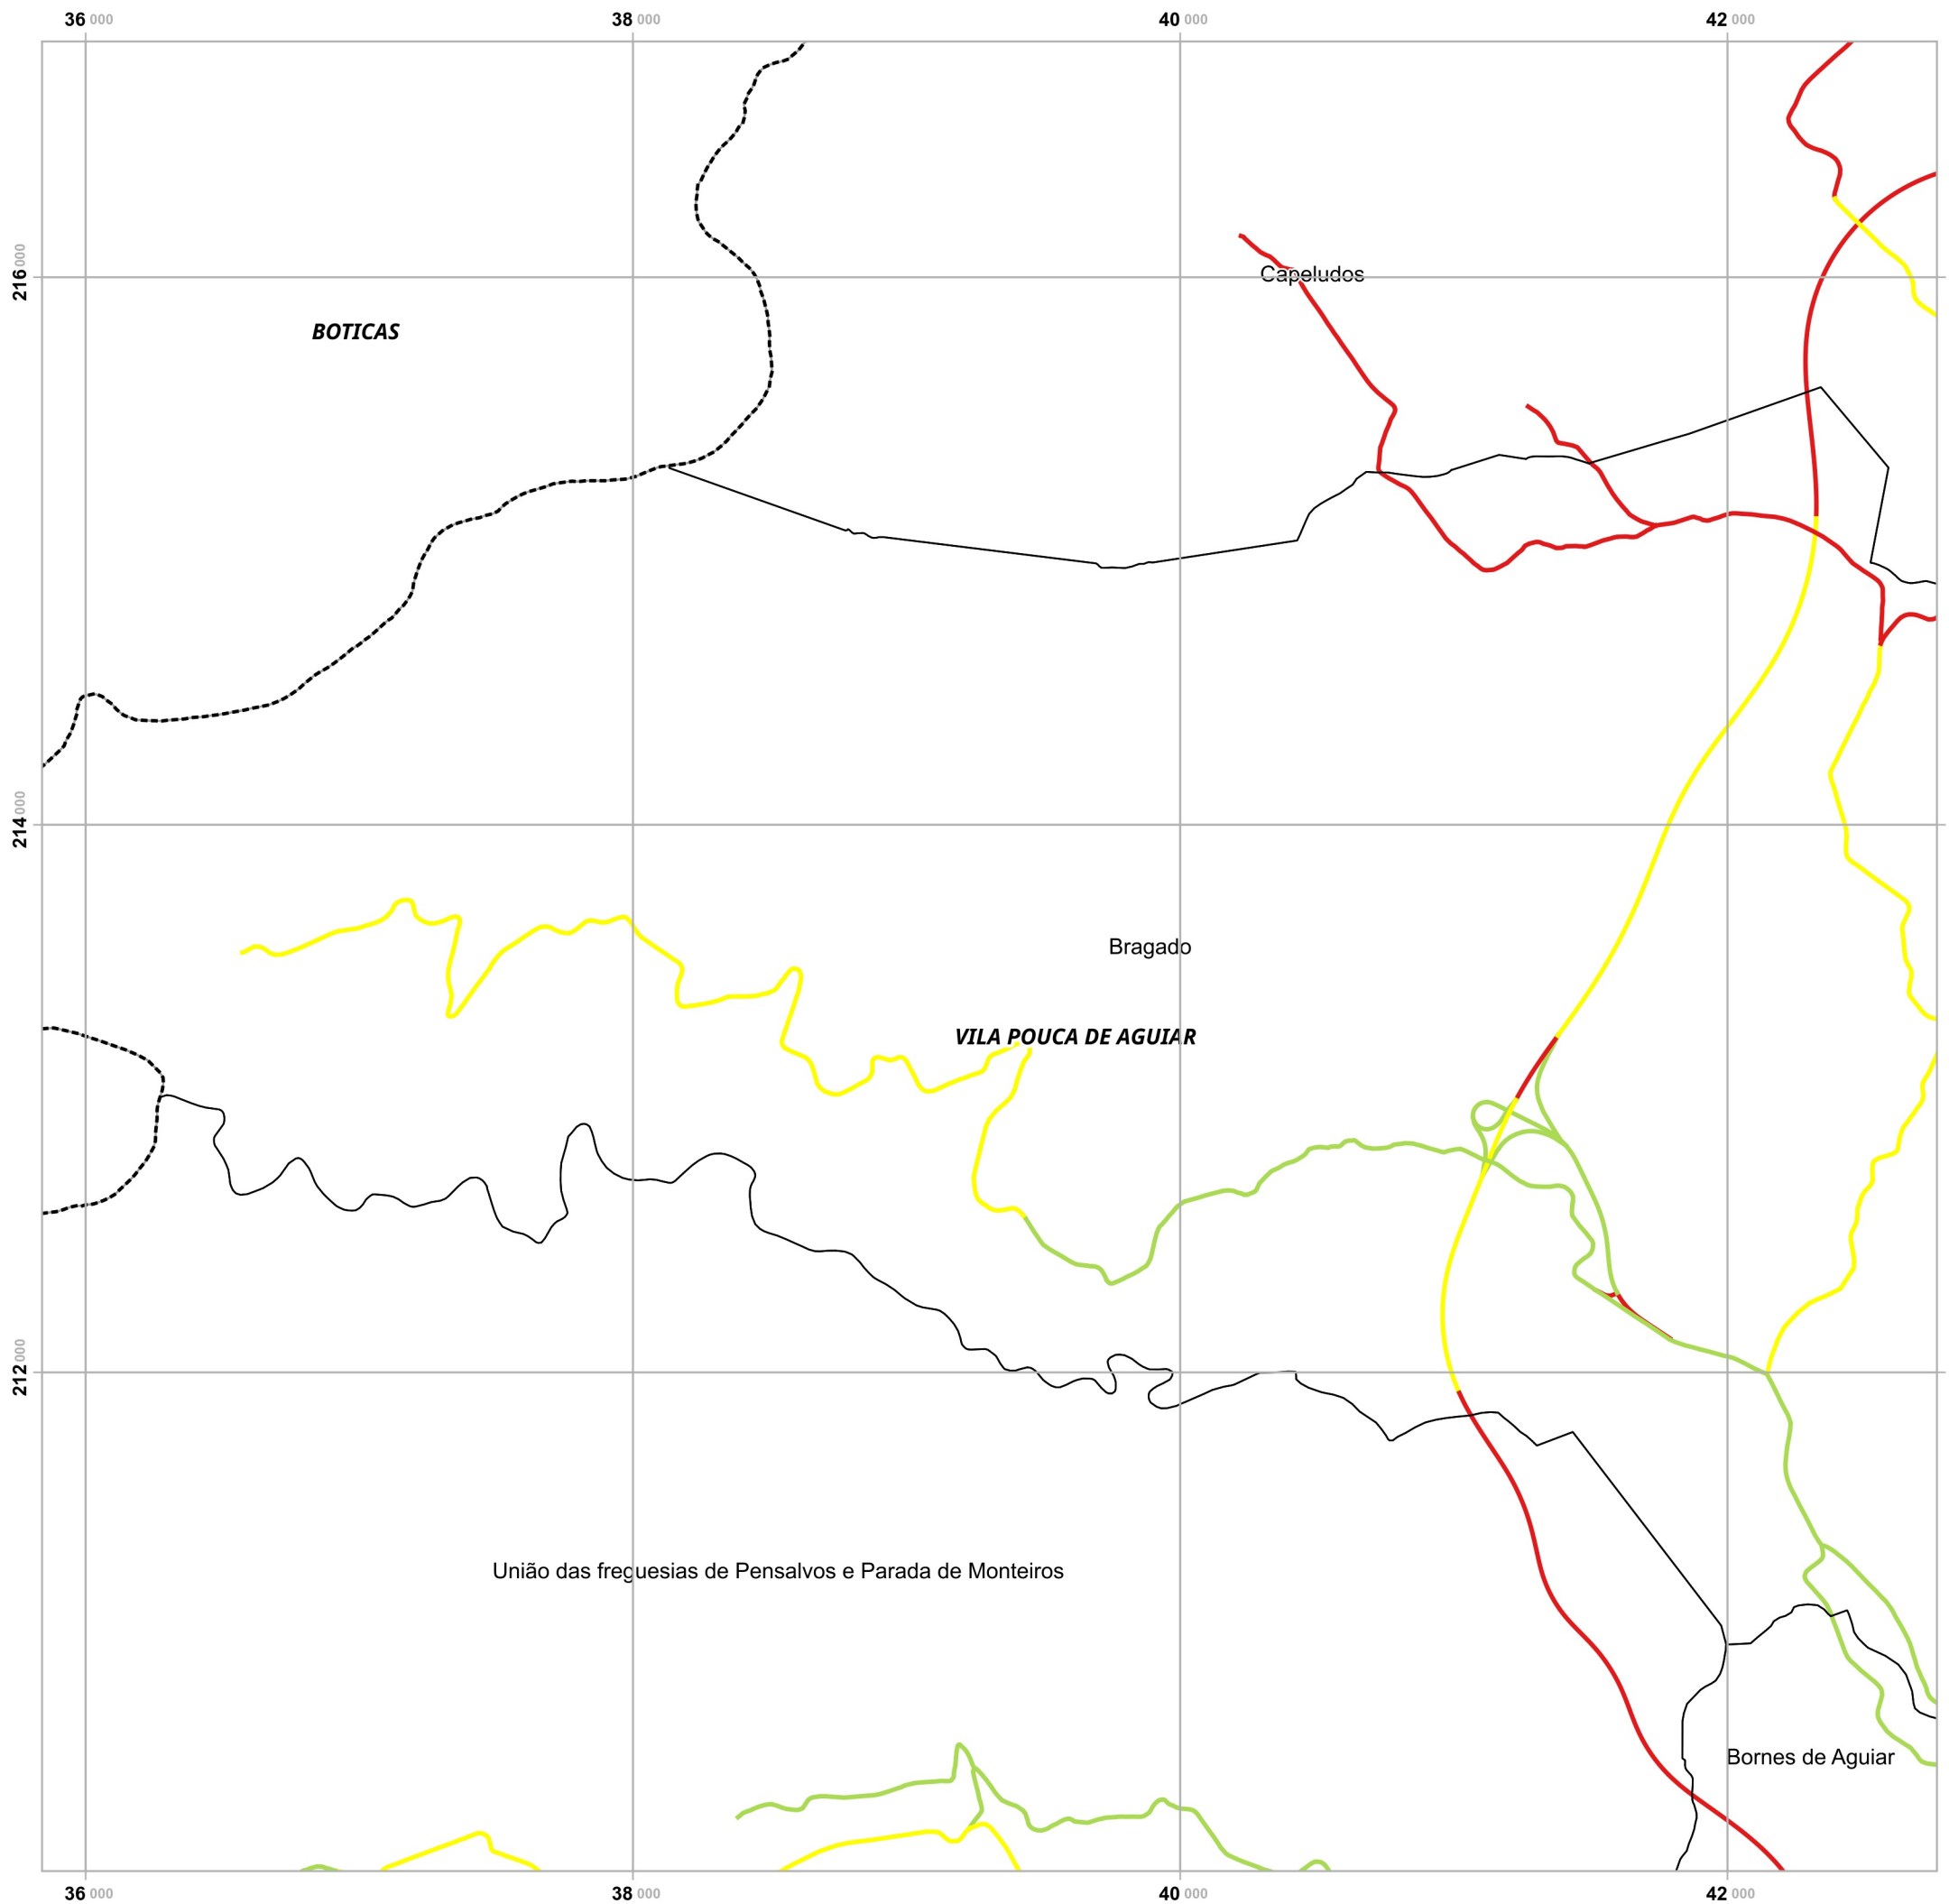 36 000 38 000 40 000 42 000
216 000
Capeludos
BOTICAS
214 000
Bragado
VILA POUCA DE AGUIAR
212 000
União das freguesias de Pensalvos e Parada de Monteiros
Bornes de Aguiar
36 000 38 000 40 000 42 000